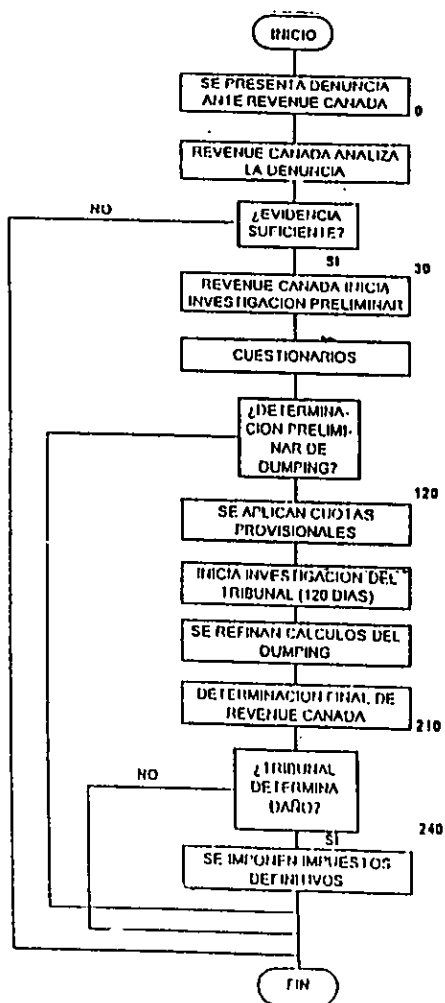 INICIO
SE PRESENTA DENUNCIA
ANTE REVENUE CANADA
0
REVENUE CANADA ANALIZA
LA DENUNCIA
NO
¿EVIDENCIA
SUFICIENTE?
SI
30
REVENUE CANADA INICIA
INVESTIGACION PRELIMINAR
CUESTIONARIOS
¿DETERMINA-
CION PRELIMI-
NAR DE
DUMPING?
120
SE APLICAN CUOTAS
PROVISIONALES
INICIA INVESTIGACION DEL
TRIBUNAL (120 DIAS)
SE REFINAN CALCULOS DEL
DUMPING
DETERMINACION FINAL DE
REVENUE CANADA
210
NO
¿TRIBUNAL
DETERMINA
DAÑO?
SI
240
SE IMPONEN IMPUESTOS
DEFINITIVOS
FIN